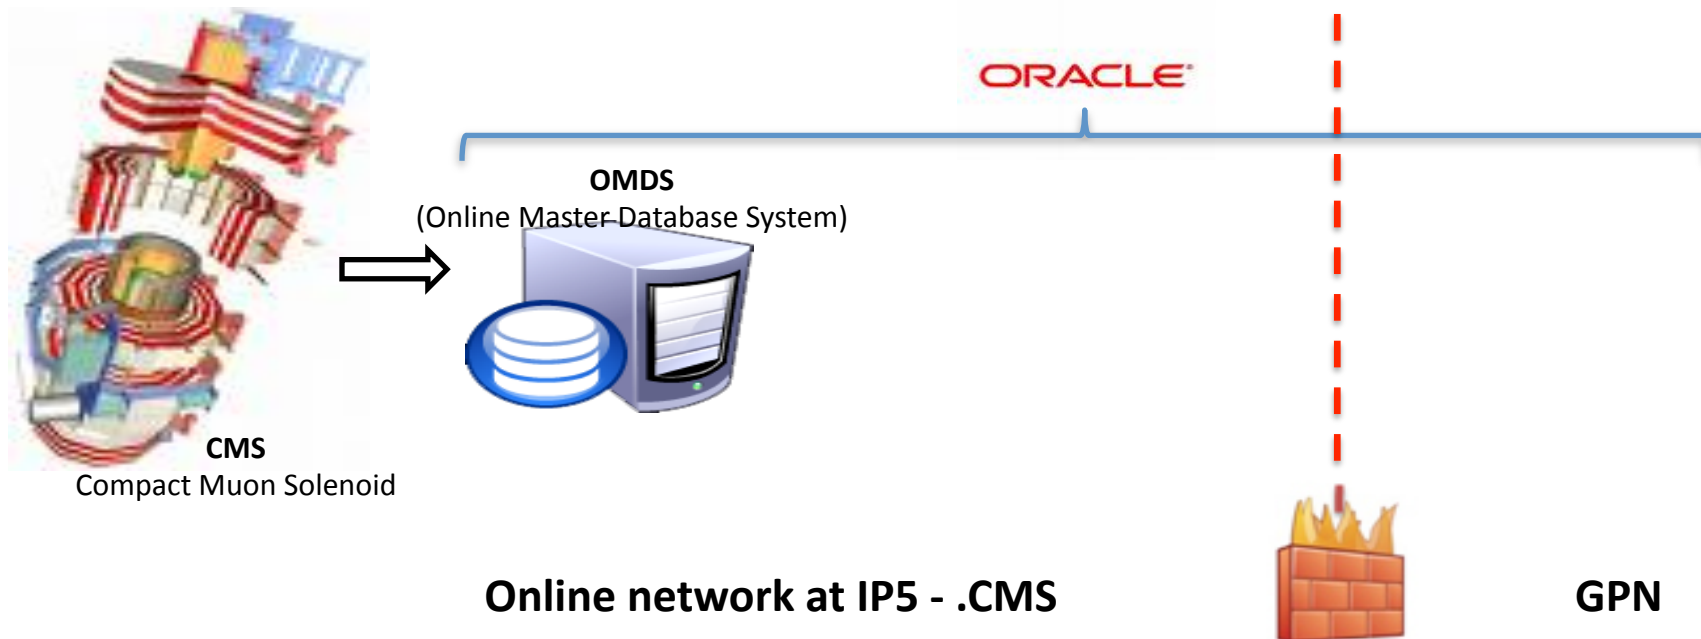 ORACLE
OMDS
(Online Master Database System)
CMS
Compact Muon Solenoid
Online network at IP5 - .CMS
GPN